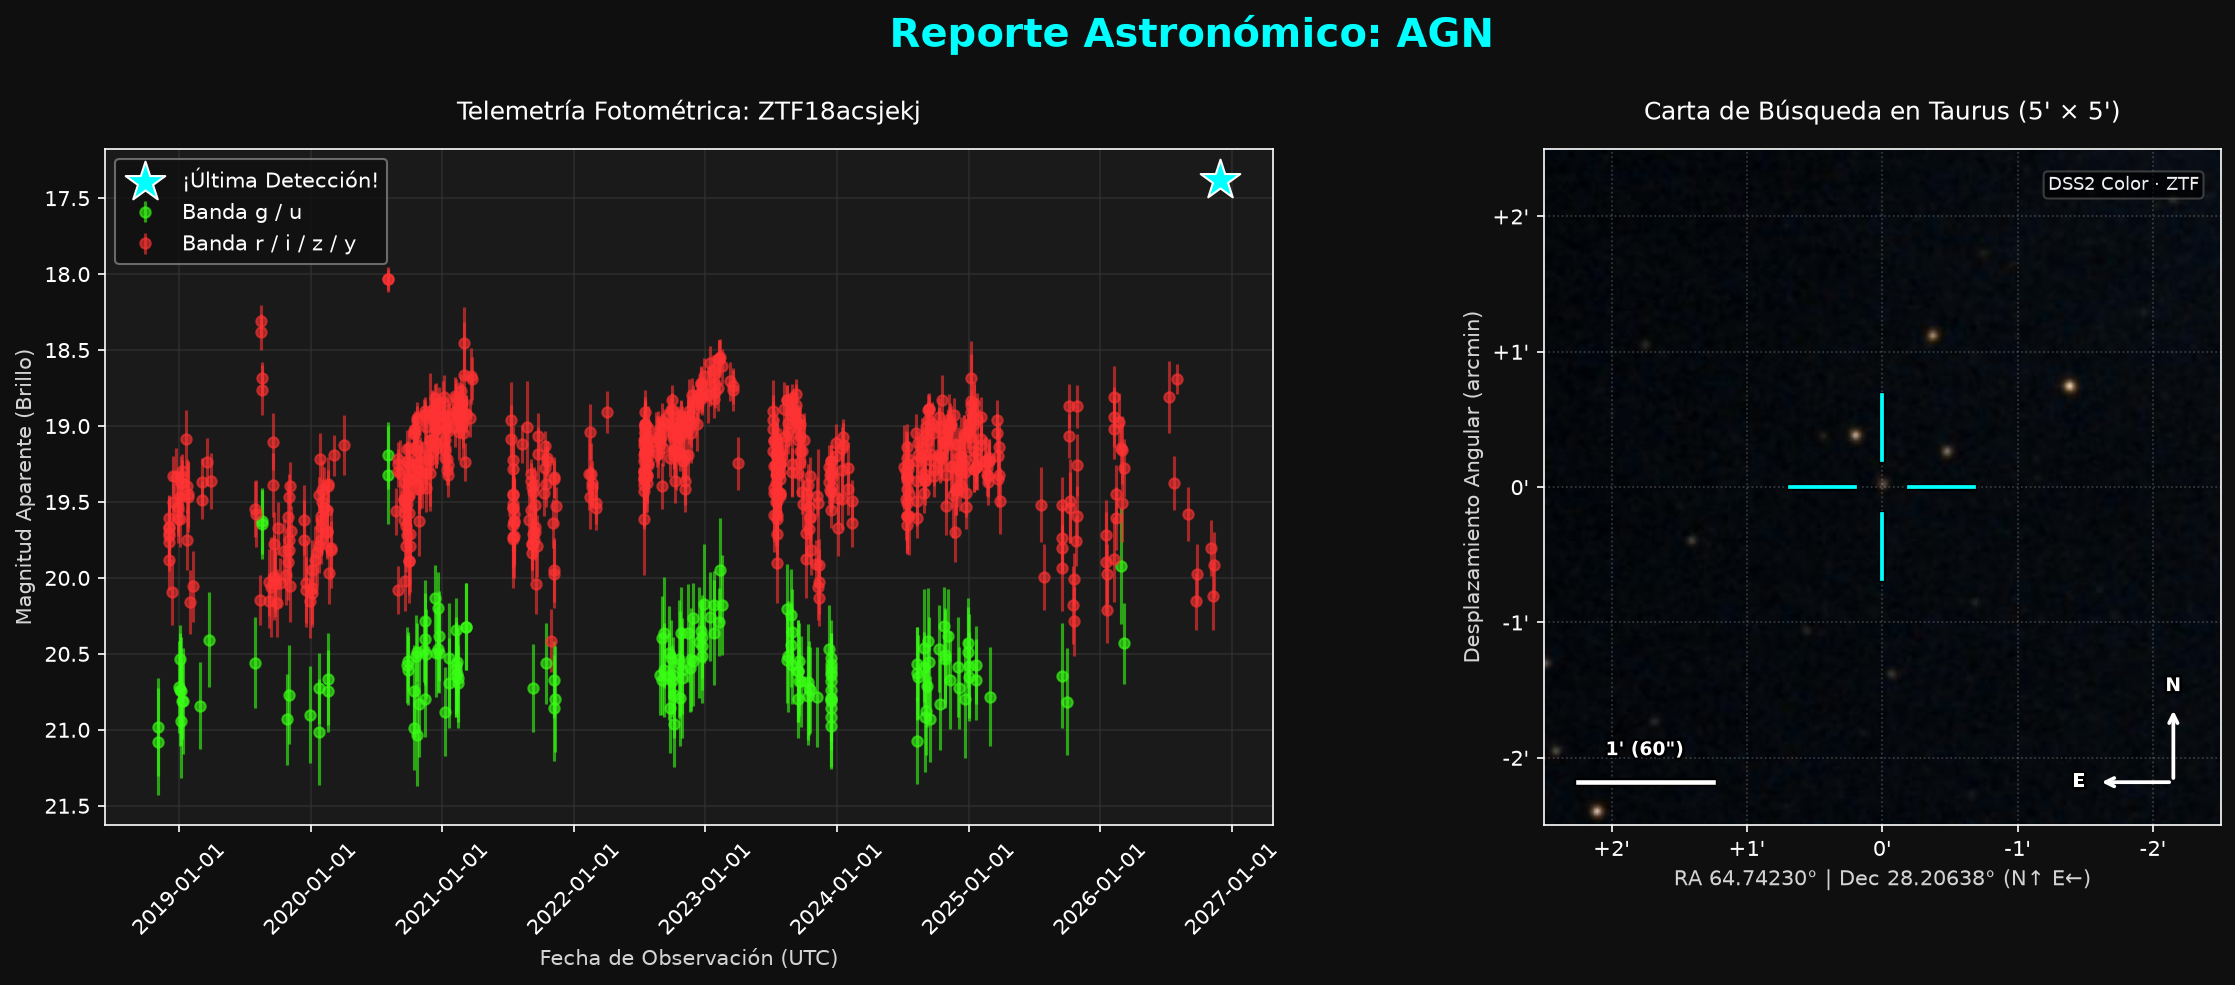 Reporte Astronómico: AGN
Telemetría Fotométrica: ZTF18acsjekj
¡Última Detección!
Banda g / u
Banda r / i / z / y
Magnitud Aparente (Brillo)
17.5
18.0
18.5
19.0
19.5
20.0
20.5
21.0
21.5
2019-01-01
2020-01-01
2021-01-01
2022-01-01
2023-01-01
2024-01-01
2025-01-01
2026-01-01
2027-01-01
Fecha de Observación (UTC)
Carta de Búsqueda en Taurus (5' × 5')
DSS2 Color · ZTF
Desplazamiento Angular (arcmin)
+2'
+1'
0'
-1'
-2'
N
E
1' (60")
+2'
+1'
0'
-1'
-2'
RA 64.74230° | Dec 28.20638° (N↑ E←)